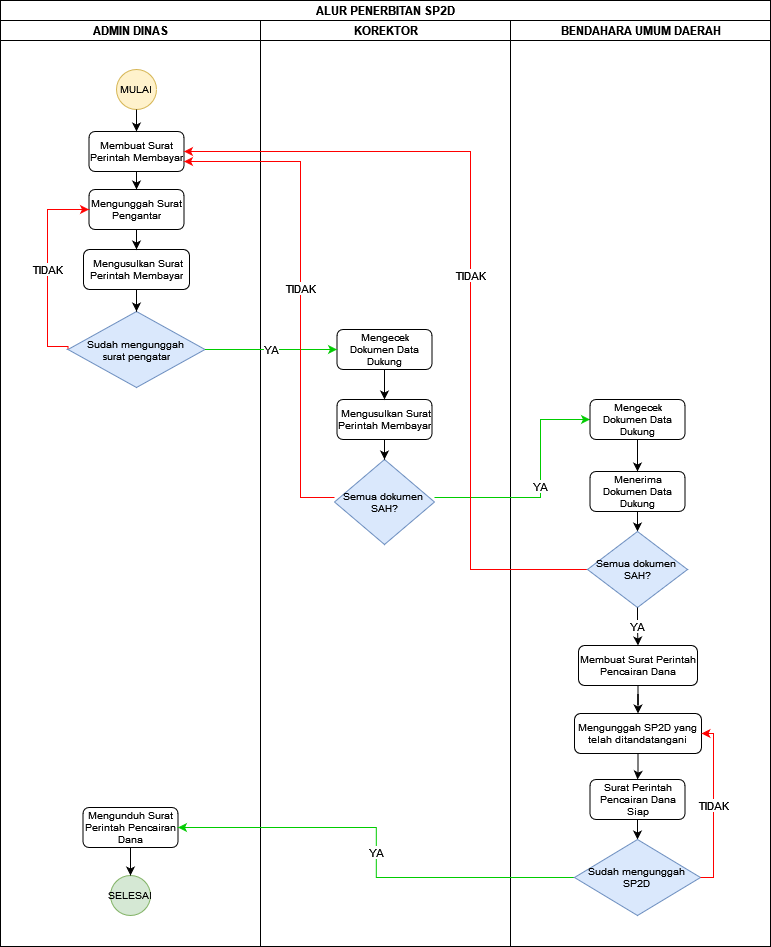 ALUR PENERBITAN SP2D
ADMIN DINAS
KOREKTOR
BENDAHARA UMUM DAERAH
MULAI
Membuat Surat
Perintah Membayar
Mengunggah Surat
Pengantar
Mengusulkan Surat
Perintah Membayar
TIDAK
Sudah mengunggah
surat pengatar
YA
Mengecek
Dokumen Data
Dukung
Mengusulkan Surat
Perintah Membayar
Semua dokumen
SAH?
TIDAK
YA
Mengecek
Dokumen Data
Dukung
Menerima
Dokumen Data
Dukung
Semua dokumen
SAH?
TIDAK
YA
Membuat Surat Perintah
Pencairan Dana
Mengunggah SP2D yang
telah ditandatangani
Surat Perintah
Pencairan Dana
Siap
TIDAK
Sudah mengunggah
SP2D
YA
Mengunduh Surat
Perintah Pencairan
Dana
SELESAI